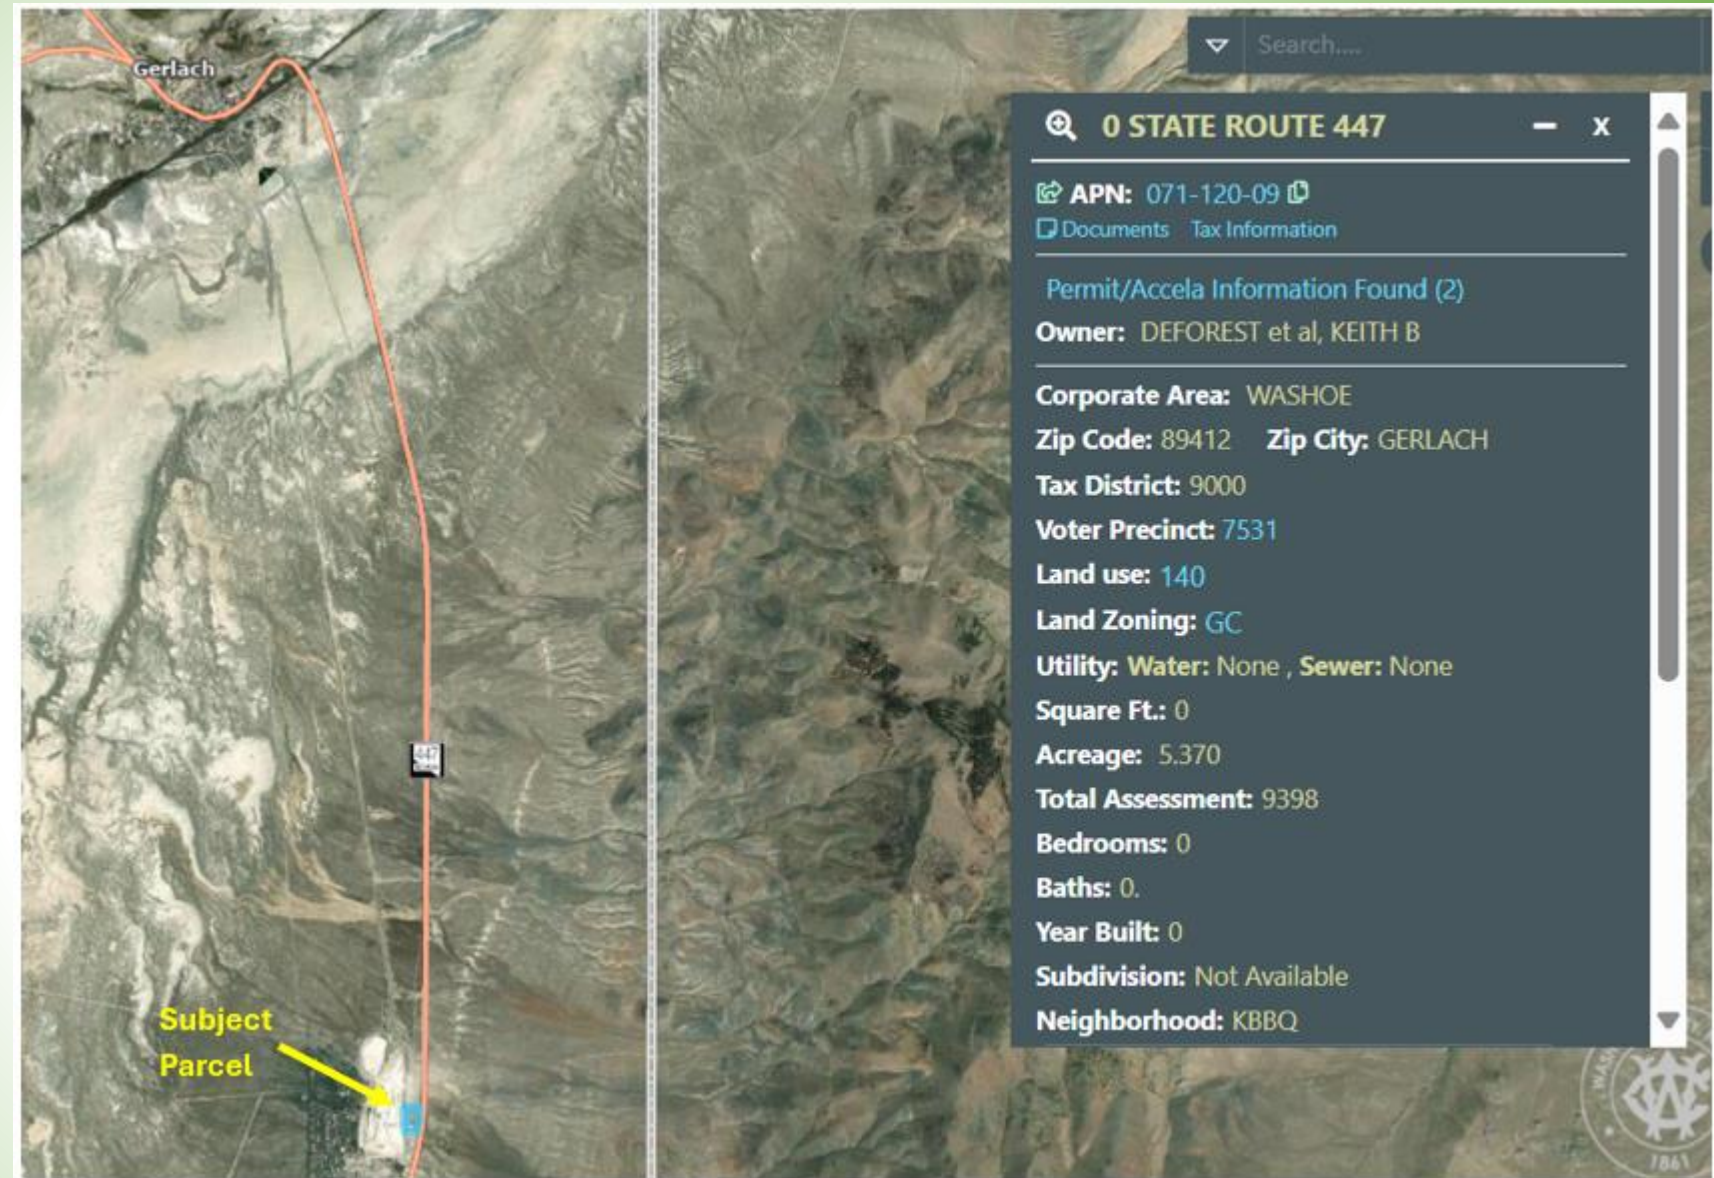 Gerlach
Search....
0 STATE ROUTE 447
x
APN: 071-120-09
Documents Tax Information
Permit/Accela Information Found (2)
Owner: DEFOREST et al, KEITH B
Corporate Area: WASHOE
Zip Code: 89412 Zip City: GERLACH
Tax District: 9000
Voter Precinct: 7531
Land use: 140
Land Zoning: GC
Utility: Water: None , Sewer: None
Square Ft.: 0
Acreage: 5.370
Total Assessment: 9398
Bedrooms: 0
Baths: 0.
Year Built: 0
Subdivision: Not Available
Neighborhood: KBBQ
447
Subject
Parcel
1861